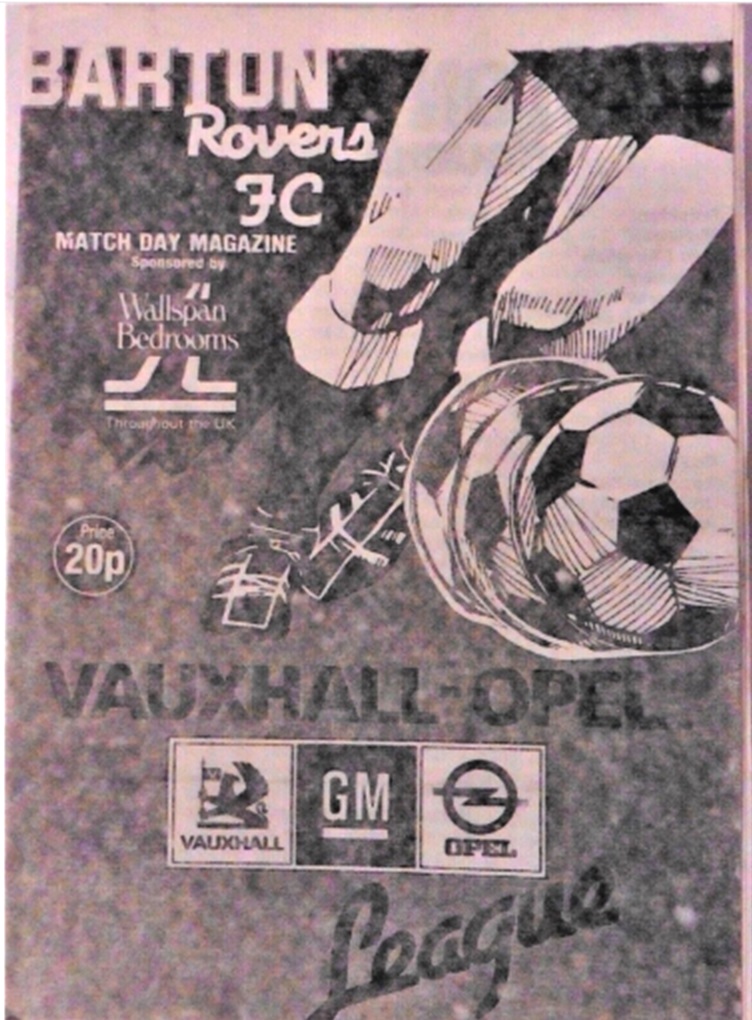 BARTON
Rovers
FC
MATCH DAY MAGAZINE
Sponsored by
Wallspan
Bedrooms
Throughout the UK
Price
20p
VAUXHALL-OPEL
VAUXHALL
GM
OPEL
League